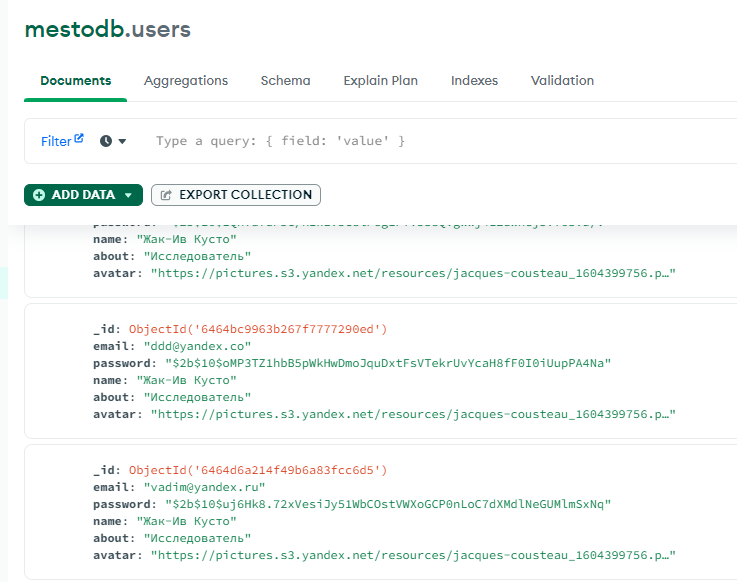 mestodb.users
Documents Aggregations Schema Explain Plan Indexes Validation
Filter Type a query: { field: 'value' }
ADD DATA EXPORT COLLECTION
name: "Жак-Ив Кусто"
about: "Исследователь"
avatar: "https://pictures.s3.yandex.net/resources/jacques-cousteau_1604399756.p…"
_id: ObjectId('6464bc9963b267f7777290ed')
email: "ddd@yandex.co"
password: "$2b$10$oMP3TZ1hbB5pWkHwDmoJquDxtFsVTekrUvYcaH8fF0I0iUupPA4Na"
name: "Жак-Ив Кусто"
about: "Исследователь"
avatar: "https://pictures.s3.yandex.net/resources/jacques-cousteau_1604399756.p…"
_id: ObjectId('6464d6a214f49b6a83fcc6d5')
email: "vadim@yandex.ru"
password: "$2b$10$uj6Hk8.72xVesiJy51WbCOstVWXoGCP0nLoC7dXMdlNeGUMlmSxNq"
name: "Жак-Ив Кусто"
about: "Исследователь"
avatar: "https://pictures.s3.yandex.net/resources/jacques-cousteau_1604399756.p…"